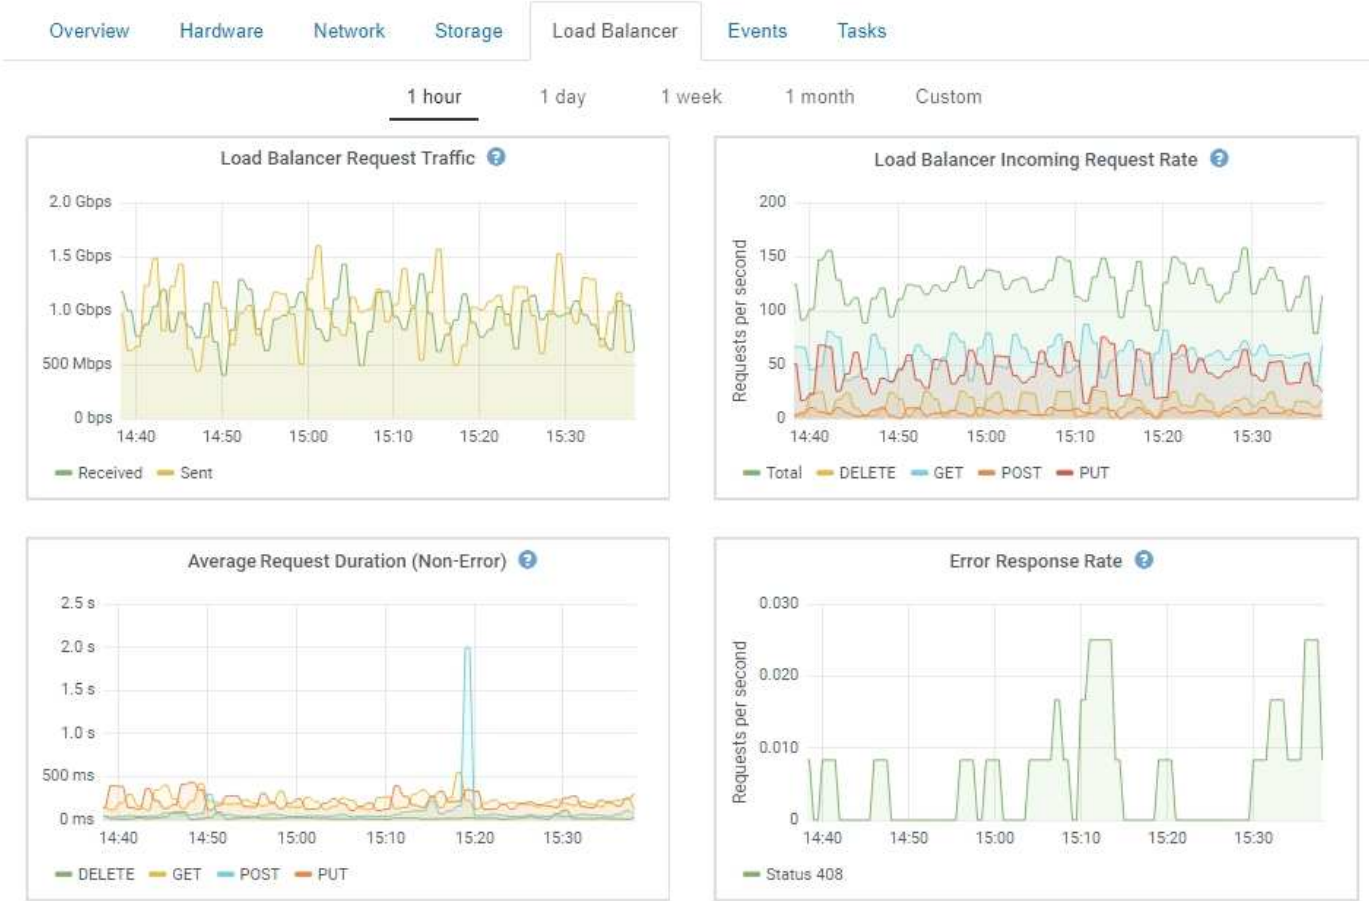 Overview Hardware Network Storage Load Balancer Events Tasks
1 hour 1 day 1 week 1 month Custom
Load Balancer Request Traffic ?
2.0 Gbps
1.5 Gbps
1.0 Gbps
500 Mbps
0 bps
14:40 14:50 15:00 15:10 15:20 15:30
Received Sent
Load Balancer Incoming Request Rate ?
Requests per second
200
150
100
50
0
14:40 14:50 15:00 15:10 15:20 15:30
Total DELETE GET POST PUT
Average Request Duration (Non-Error) ?
2.5 s
2.0 s
1.5 s
1.0 s
500 ms
0 ms
14:40 14:50 15:00 15:10 15:20 15:30
DELETE GET POST PUT
Error Response Rate ?
Requests per second
0.030
0.020
0.010
0
14:40 14:50 15:00 15:10 15:20 15:30
Status 408